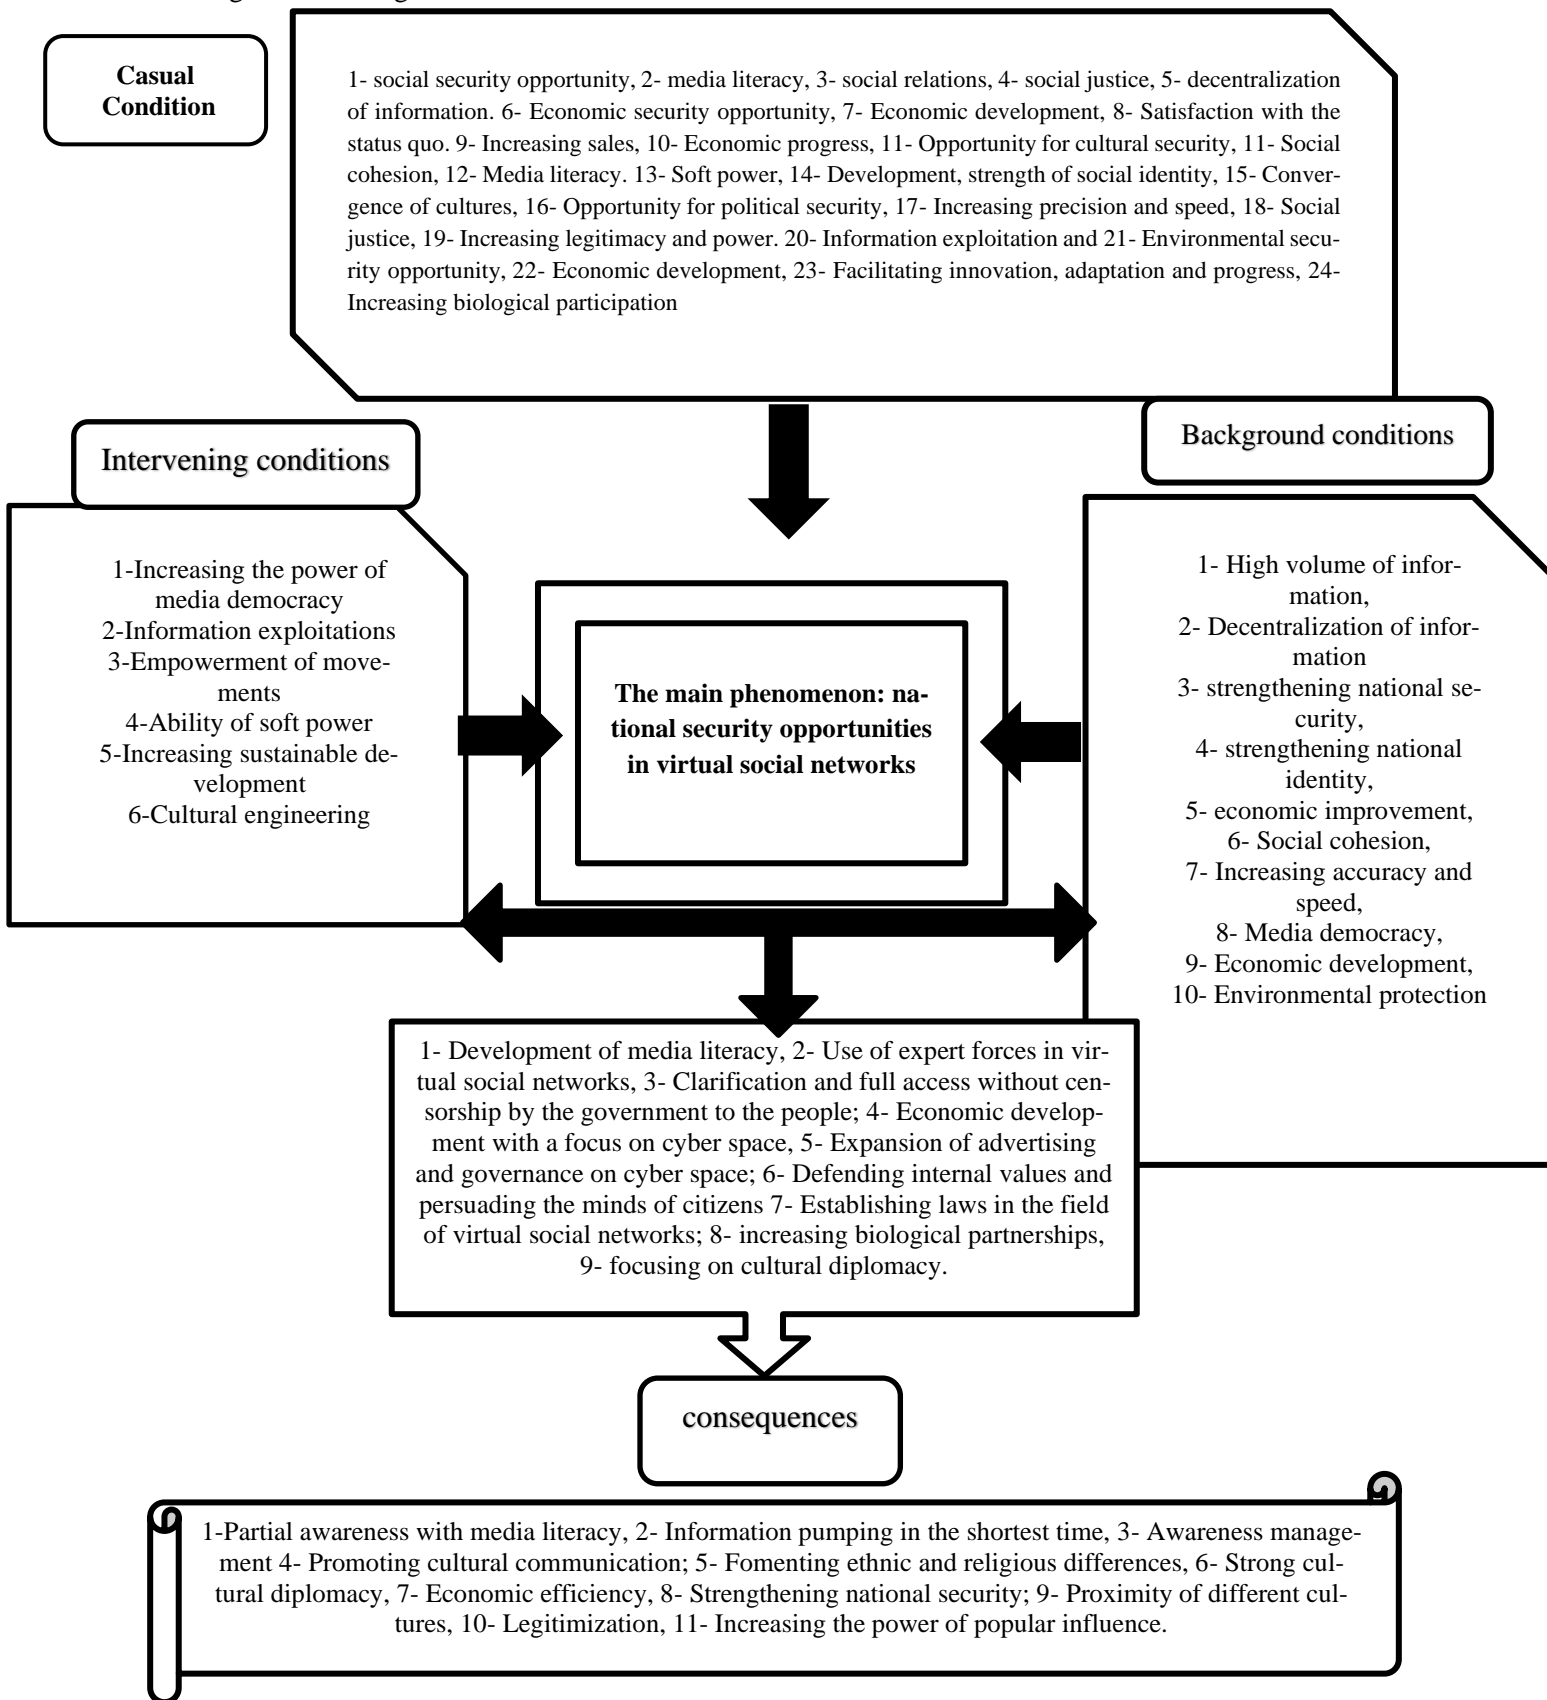 Casual
Condition
1- social security opportunity, 2- media literacy, 3- social relations, 4- social justice, 5- decentralization
of information. 6- Economic security opportunity, 7- Economic development, 8- Satisfaction with the
status quo. 9- Increasing sales, 10- Economic progress, 11- Opportunity for cultural security, 11- Social
cohesion, 12- Media literacy. 13- Soft power, 14- Development, strength of social identity, 15- Conver-
gence of cultures, 16- Opportunity for political security, 17- Increasing precision and speed, 18- Social
justice, 19- Increasing legitimacy and power. 20- Information exploitation and 21- Environmental secu-
rity opportunity, 22- Economic development, 23- Facilitating innovation, adaptation and progress, 24-
Increasing biological participation
Intervening conditions
Background conditions
1-Increasing the power of
media democracy
2-Information exploitations
3-Empowerment of move-
ments
4-Ability of soft power
5-Increasing sustainable de-
velopment
6-Cultural engineering
The main phenomenon: na-
tional security opportunities
in virtual social networks
1- High volume of infor-
mation,
2- Decentralization of infor-
mation
3- strengthening national se-
curity,
4- strengthening national
identity,
5- economic improvement,
6- Social cohesion,
7- Increasing accuracy and
speed,
8- Media democracy,
9- Economic development,
10- Environmental protection
1- Development of media literacy, 2- Use of expert forces in vir-
tual social networks, 3- Clarification and full access without cen-
sorship by the government to the people; 4- Economic develop-
ment with a focus on cyber space, 5- Expansion of advertising
and governance on cyber space; 6- Defending internal values and
persuading the minds of citizens 7- Establishing laws in the field
of virtual social networks; 8- increasing biological partnerships,
9- focusing on cultural diplomacy.
consequences
1-Partial awareness with media literacy, 2- Information pumping in the shortest time, 3- Awareness manage-
ment 4- Promoting cultural communication; 5- Fomenting ethnic and religious differences, 6- Strong cul-
tural diplomacy, 7- Economic efficiency, 8- Strengthening national security; 9- Proximity of different cul-
tures, 10- Legitimization, 11- Increasing the power of popular influence.